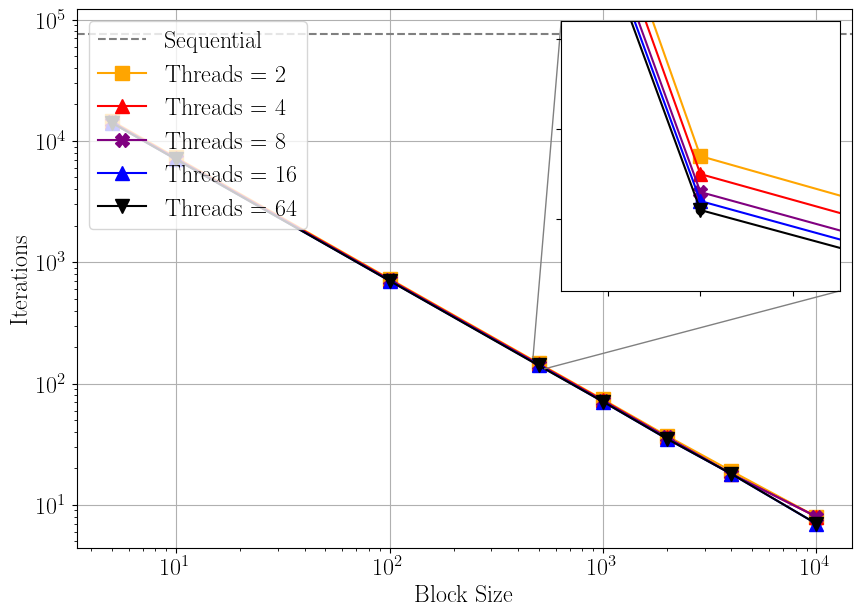 10^5
10^4
10^3
10^2
10^1
Iterations
Sequential
Threads = 2
Threads = 4
Threads = 8
Threads = 16
Threads = 64
10^1
10^2
10^3
10^4
Block Size